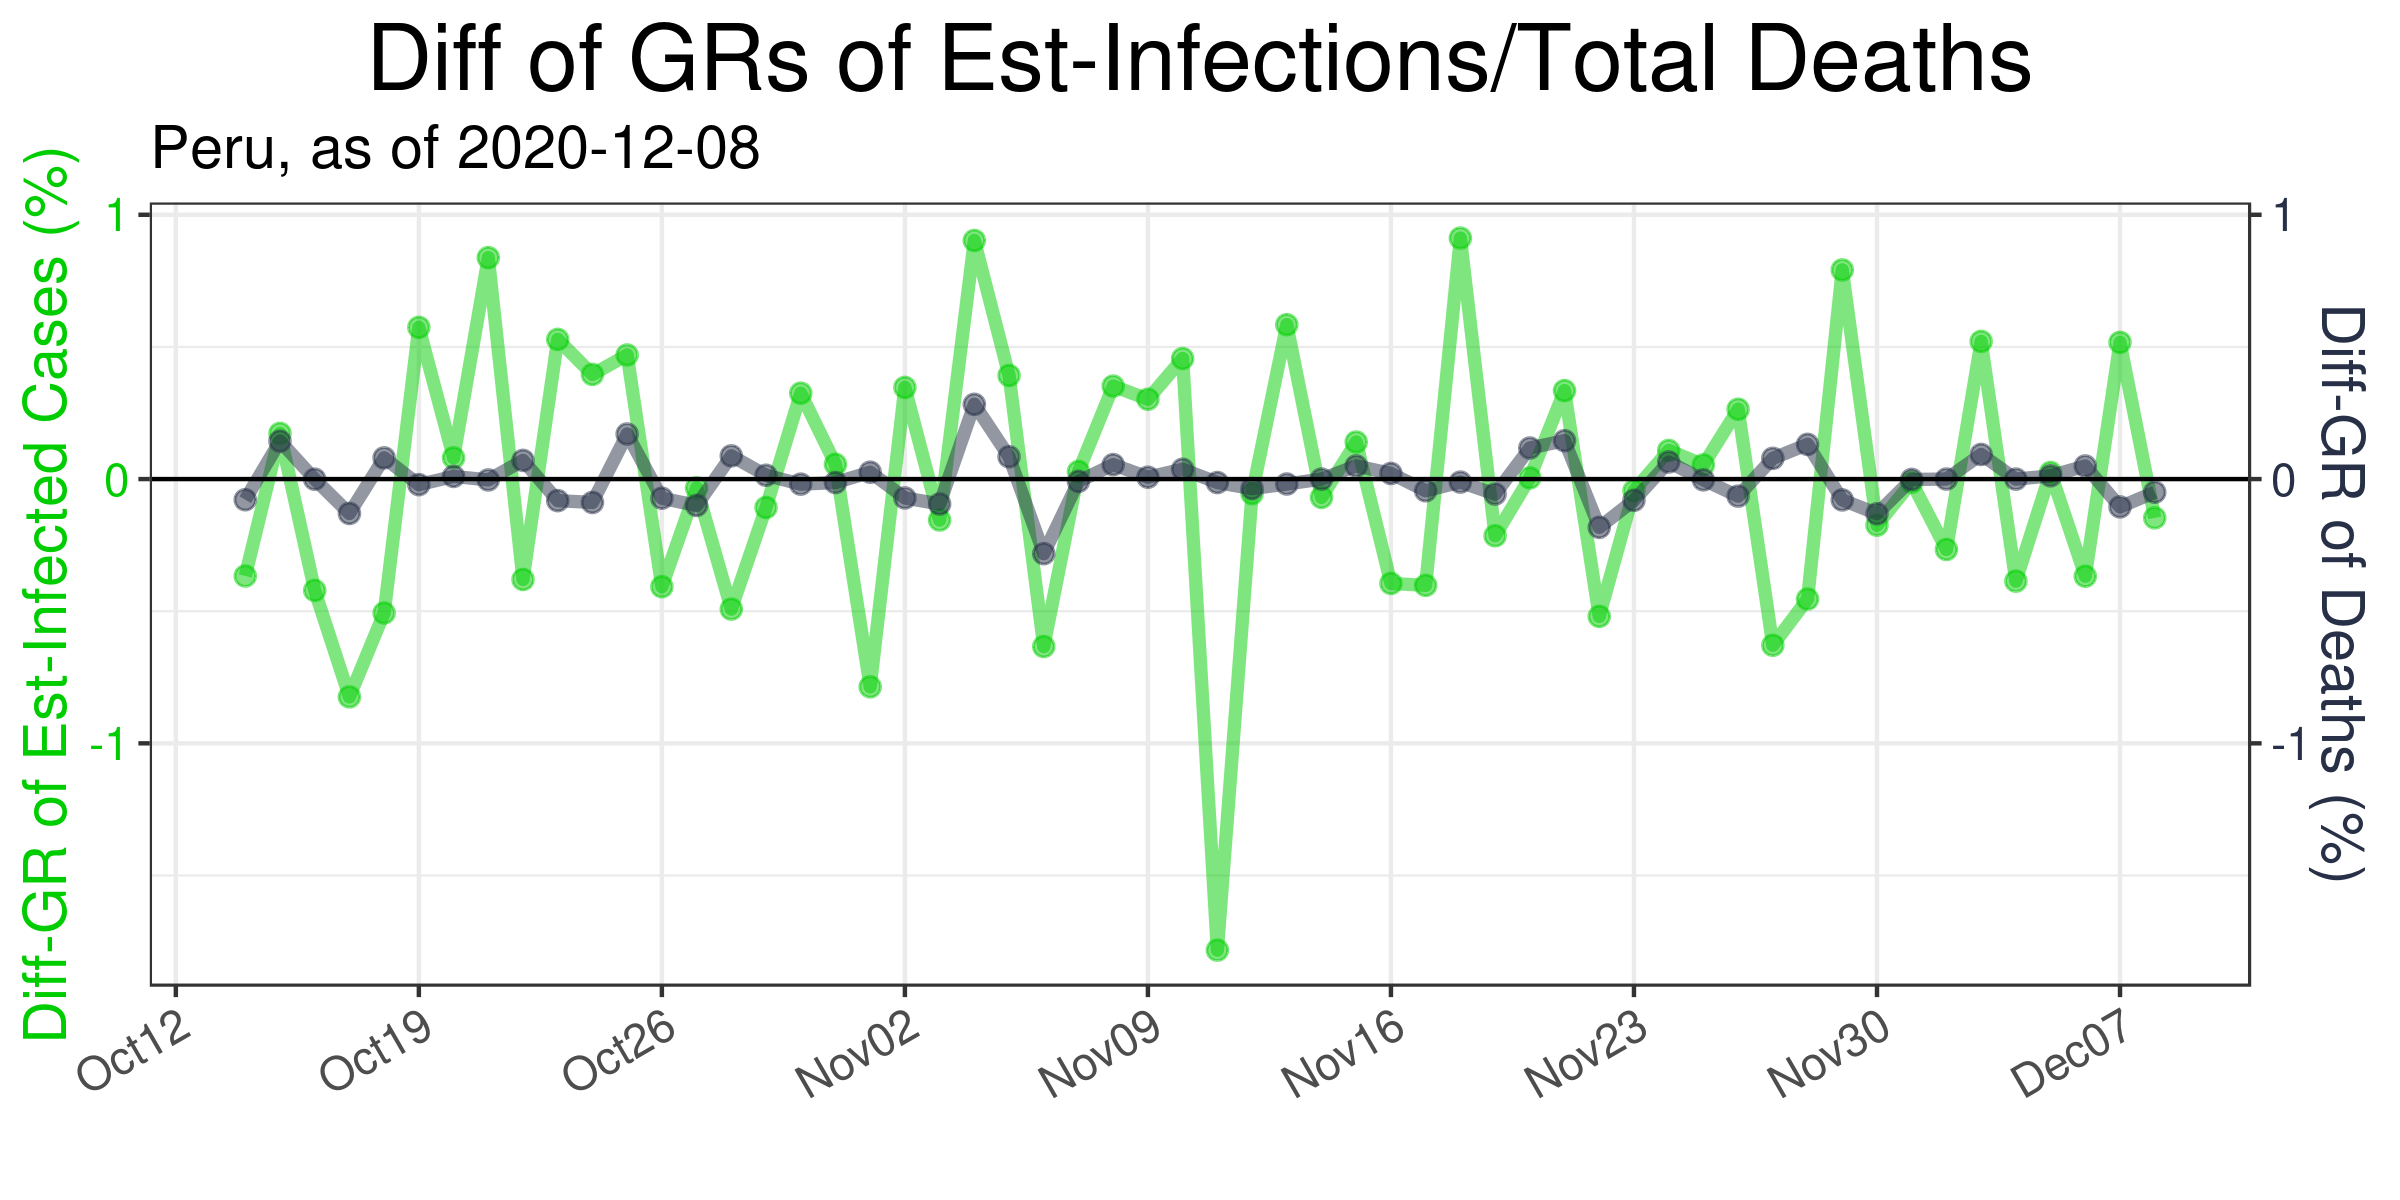 Diff of GRs of Est-Infections/Total Deaths
Peru, as of 2020-12-08
Diff-GR of Est-Infected Cases (%)
1
0
-1
1
0
-1
Diff-GR of Deaths (%)
Oct12
Oct19
Oct26
Nov02
Nov09
Nov16
Nov23
Nov30
Dec07